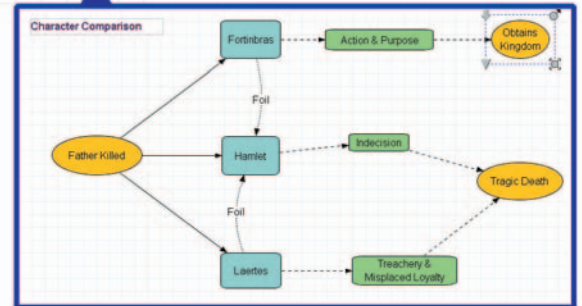 Character Comparison
Fortinbras
Action & Purpose
Obtains
Kingdom
Foil
Father Killed
Hamlet
Indecision
Tragic Death
Foil
Laertes
Treachery &
Misplaced Loyalty